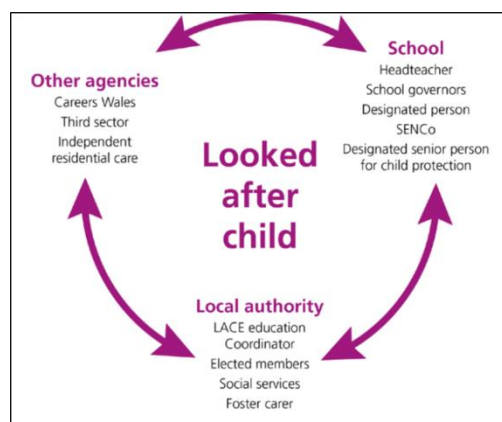 Other agencies
Careers Wales
Third sector
Independent
residential care
School
Headteacher
School governors
Designated person
SENCo
Designated senior person
for child protection
Looked
after
child
Local authority
LACE education
Coordinator
Elected members
Social services
Foster carer